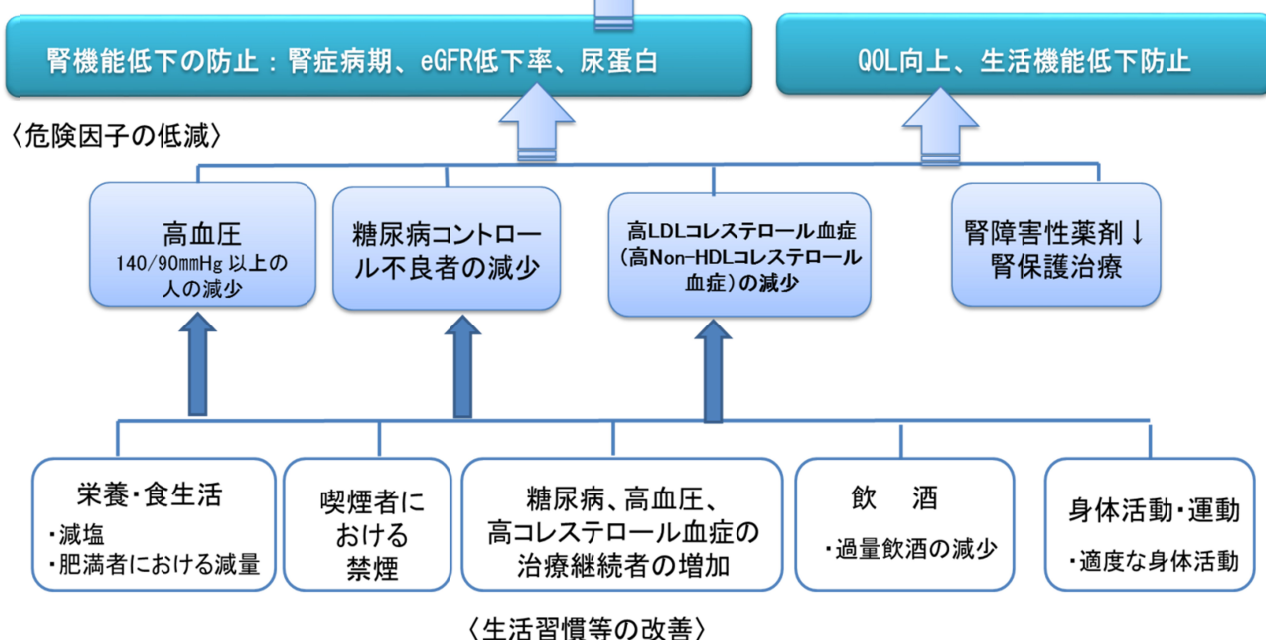 腎機能低下の防止：腎症病期、eGFR低下率、尿蛋白
QOL向上、生活機能低下防止
〈危険因子の低減〉
高血圧
140/90mmHg以上の
人の減少
糖尿病コントロー
ル不良者の減少
高LDLコレステロール血症
(高Non-HDLコレステロール
血症)の減少
腎障害性薬剤↓
腎保護治療
栄養・食生活
・減塩
・肥満者における減量
喫煙者に
おける
禁煙
糖尿病、高血圧、
高コレステロール血症の
治療継続者の増加
飲　酒
・過量飲酒の減少
身体活動・運動
・適度な身体活動
〈生活習慣等の改善〉